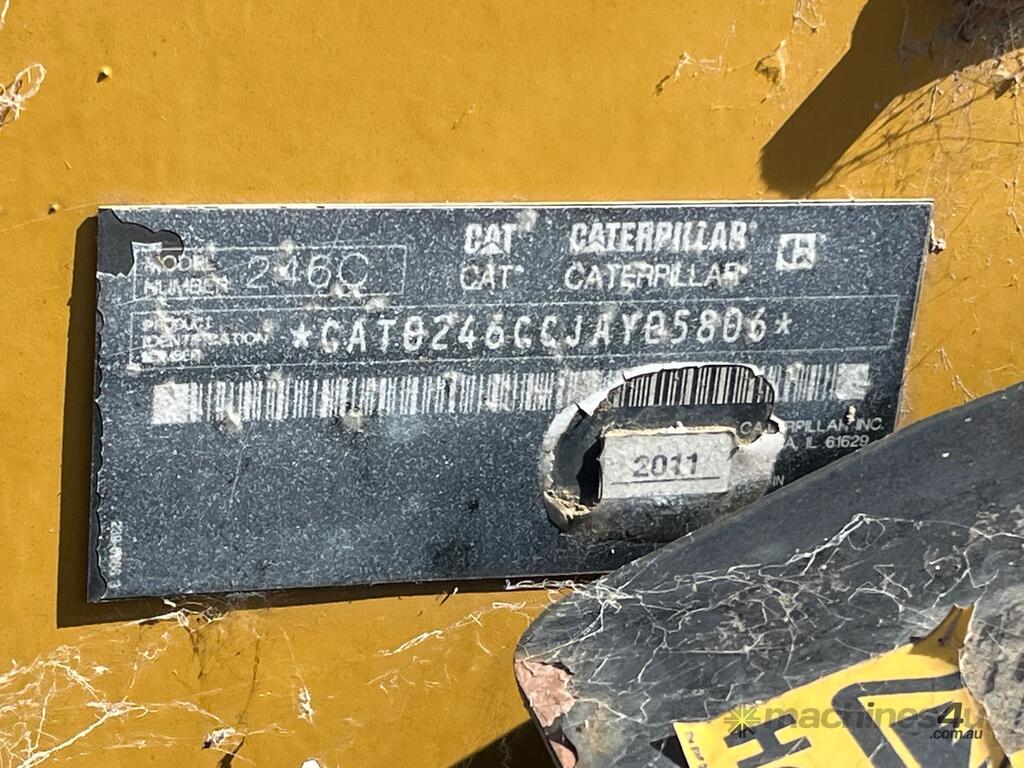 MODEL
NUMBER 246C
CAT CATERPILLAR
CAT CATERPILLAR
PRODUCT
IDENTIFICATION
NUMBER
*CAT0246CCJAY05806*
CATERPILLAR INC.
IL 61629
2011
IN
H
machines4u
.com.au